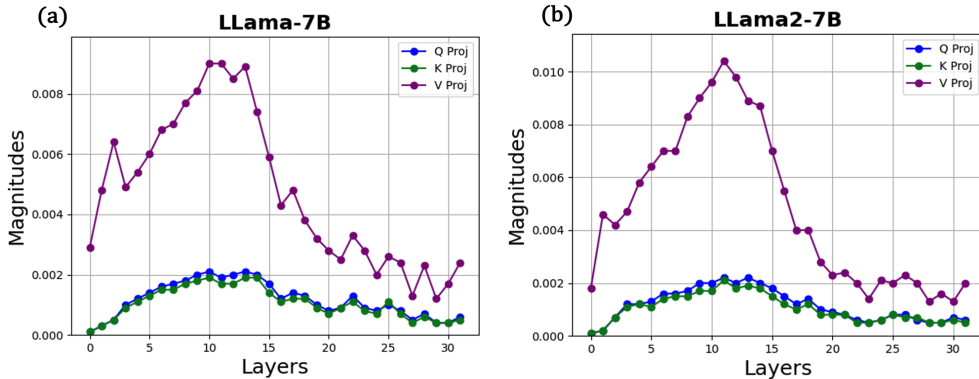 (a)
LLama-7B
Q Proj
K Proj
V Proj
Magnitudes
0.008
0.006
0.004
0.002
0.000
0 5 10 15 20 25 30
Layers
(b)
LLama2-7B
Q Proj
K Proj
V Proj
Magnitudes
0.010
0.008
0.006
0.004
0.002
0.000
0 5 10 15 20 25 30
Layers